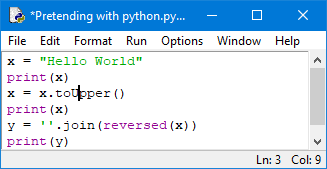 *Pretending with python.py...
File Edit Format Run Options Window Help
x = "Hello World"
print(x)
x = x.toUpper()
print(x)
y = ''.join(reversed(x))
print(y)
Ln: 3 Col: 9